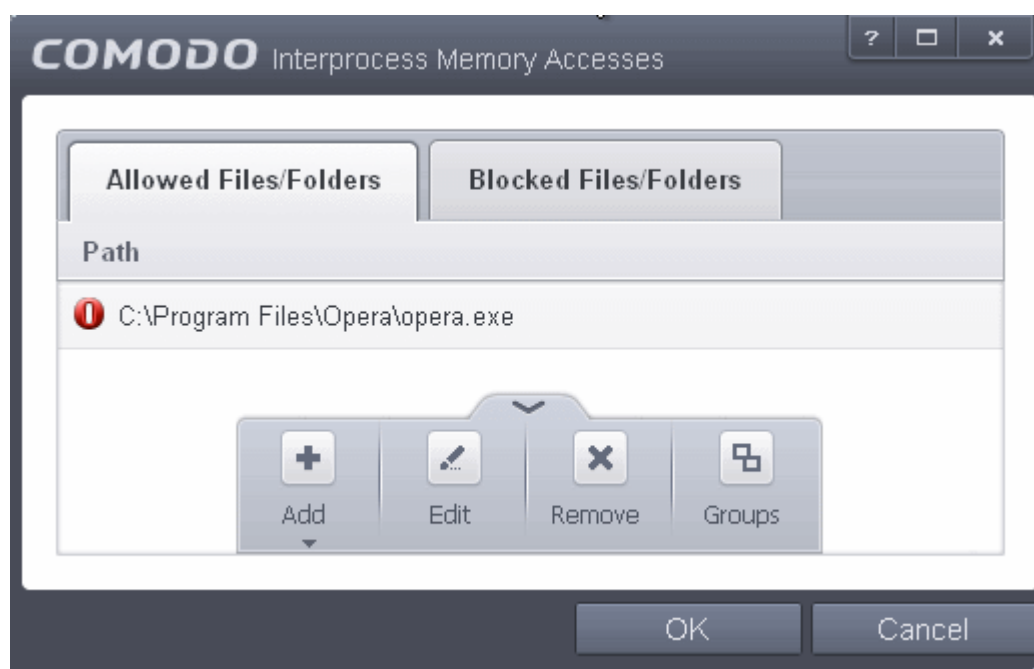 COMODO Interprocess Memory Accesses
?
Allowed Files/Folders Blocked Files/Folders
Path
C:\Program Files\Opera\opera.exe
Add Edit Remove Groups
OK Cancel